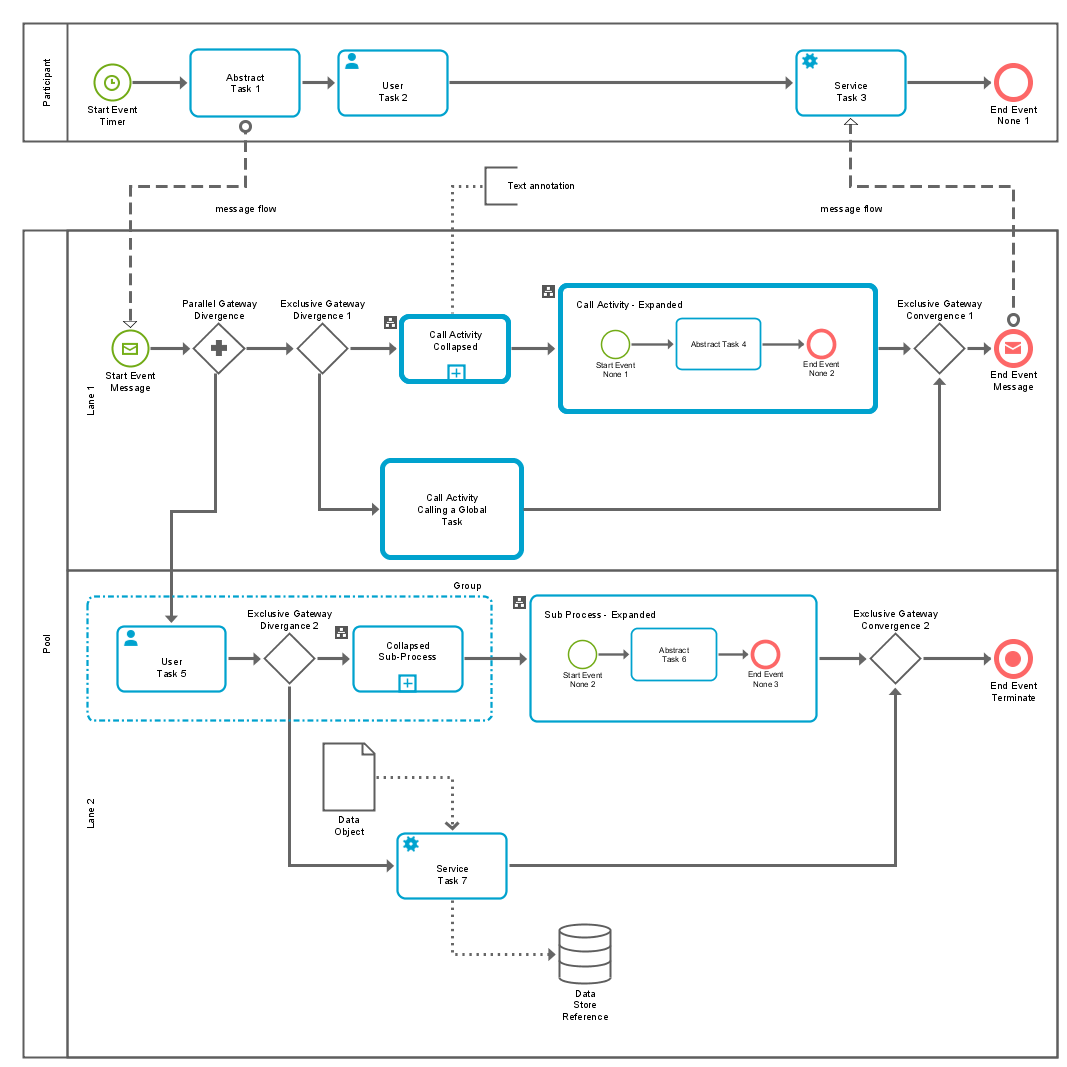 Participant
Start Event
Timer
Abstract
Task 1
User
Task 2
Service
Task 3
End Event
None 1
message flow
Text annotation
message flow
Pool
Lane 1
Start Event
Message
Parallel Gateway
Divergence
Exclusive Gateway
Divergence 1
Call Activity
Collapsed
Call Activity - Expanded
Start Event
None 1
Abstract Task 4
End Event
None 2
Exclusive Gateway
Convergence 1
End Event
Message
Call Activity
Calling a Global
Task
Lane 2
Group
User
Task 5
Exclusive Gateway
Divergance 2
Collapsed
Sub-Process
Sub Process - Expanded
Start Event
None 2
Abstract
Task 6
End Event
None 3
Exclusive Gateway
Convergence 2
End Event
Terminate
Data
Object
Service
Task 7
Data
Store
Reference